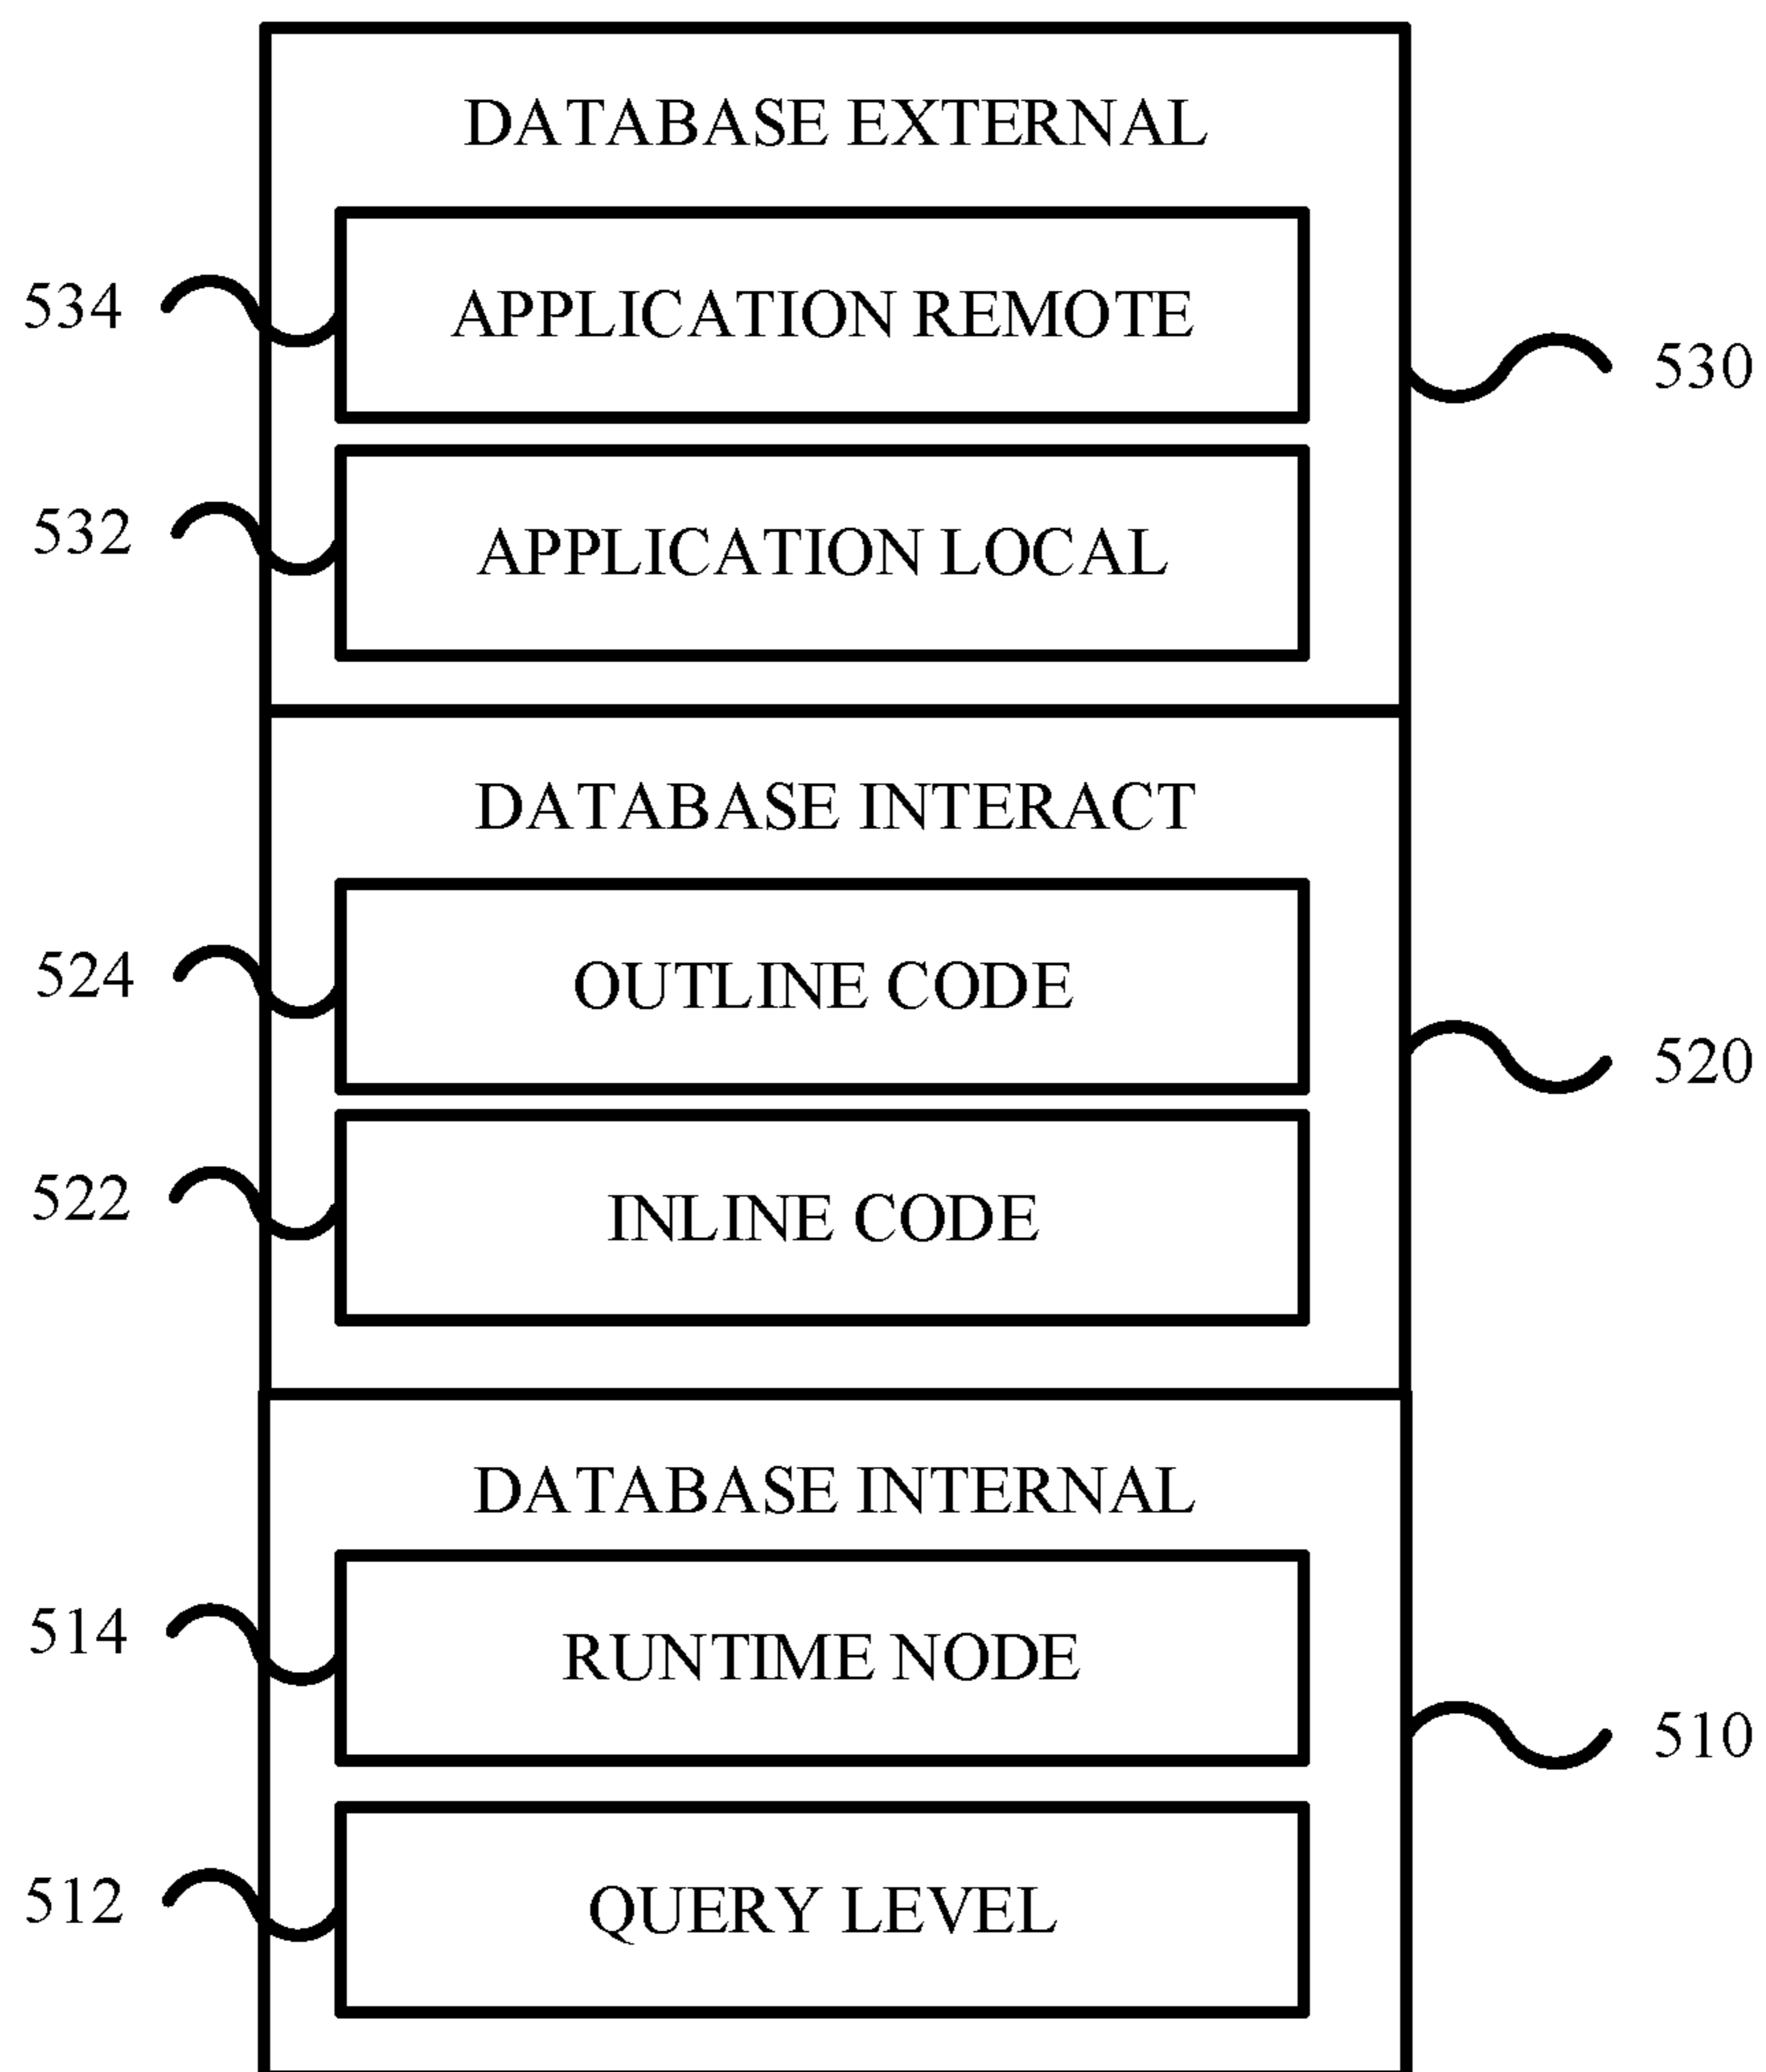 DATABASE EXTERNAL
534
APPLICATION REMOTE
530
532
APPLICATION LOCAL
DATABASE INTERACT
524
OUTLINE CODE
520
522
INLINE CODE
DATABASE INTERNAL
514
RUNTIME NODE
510
512
QUERY LEVEL